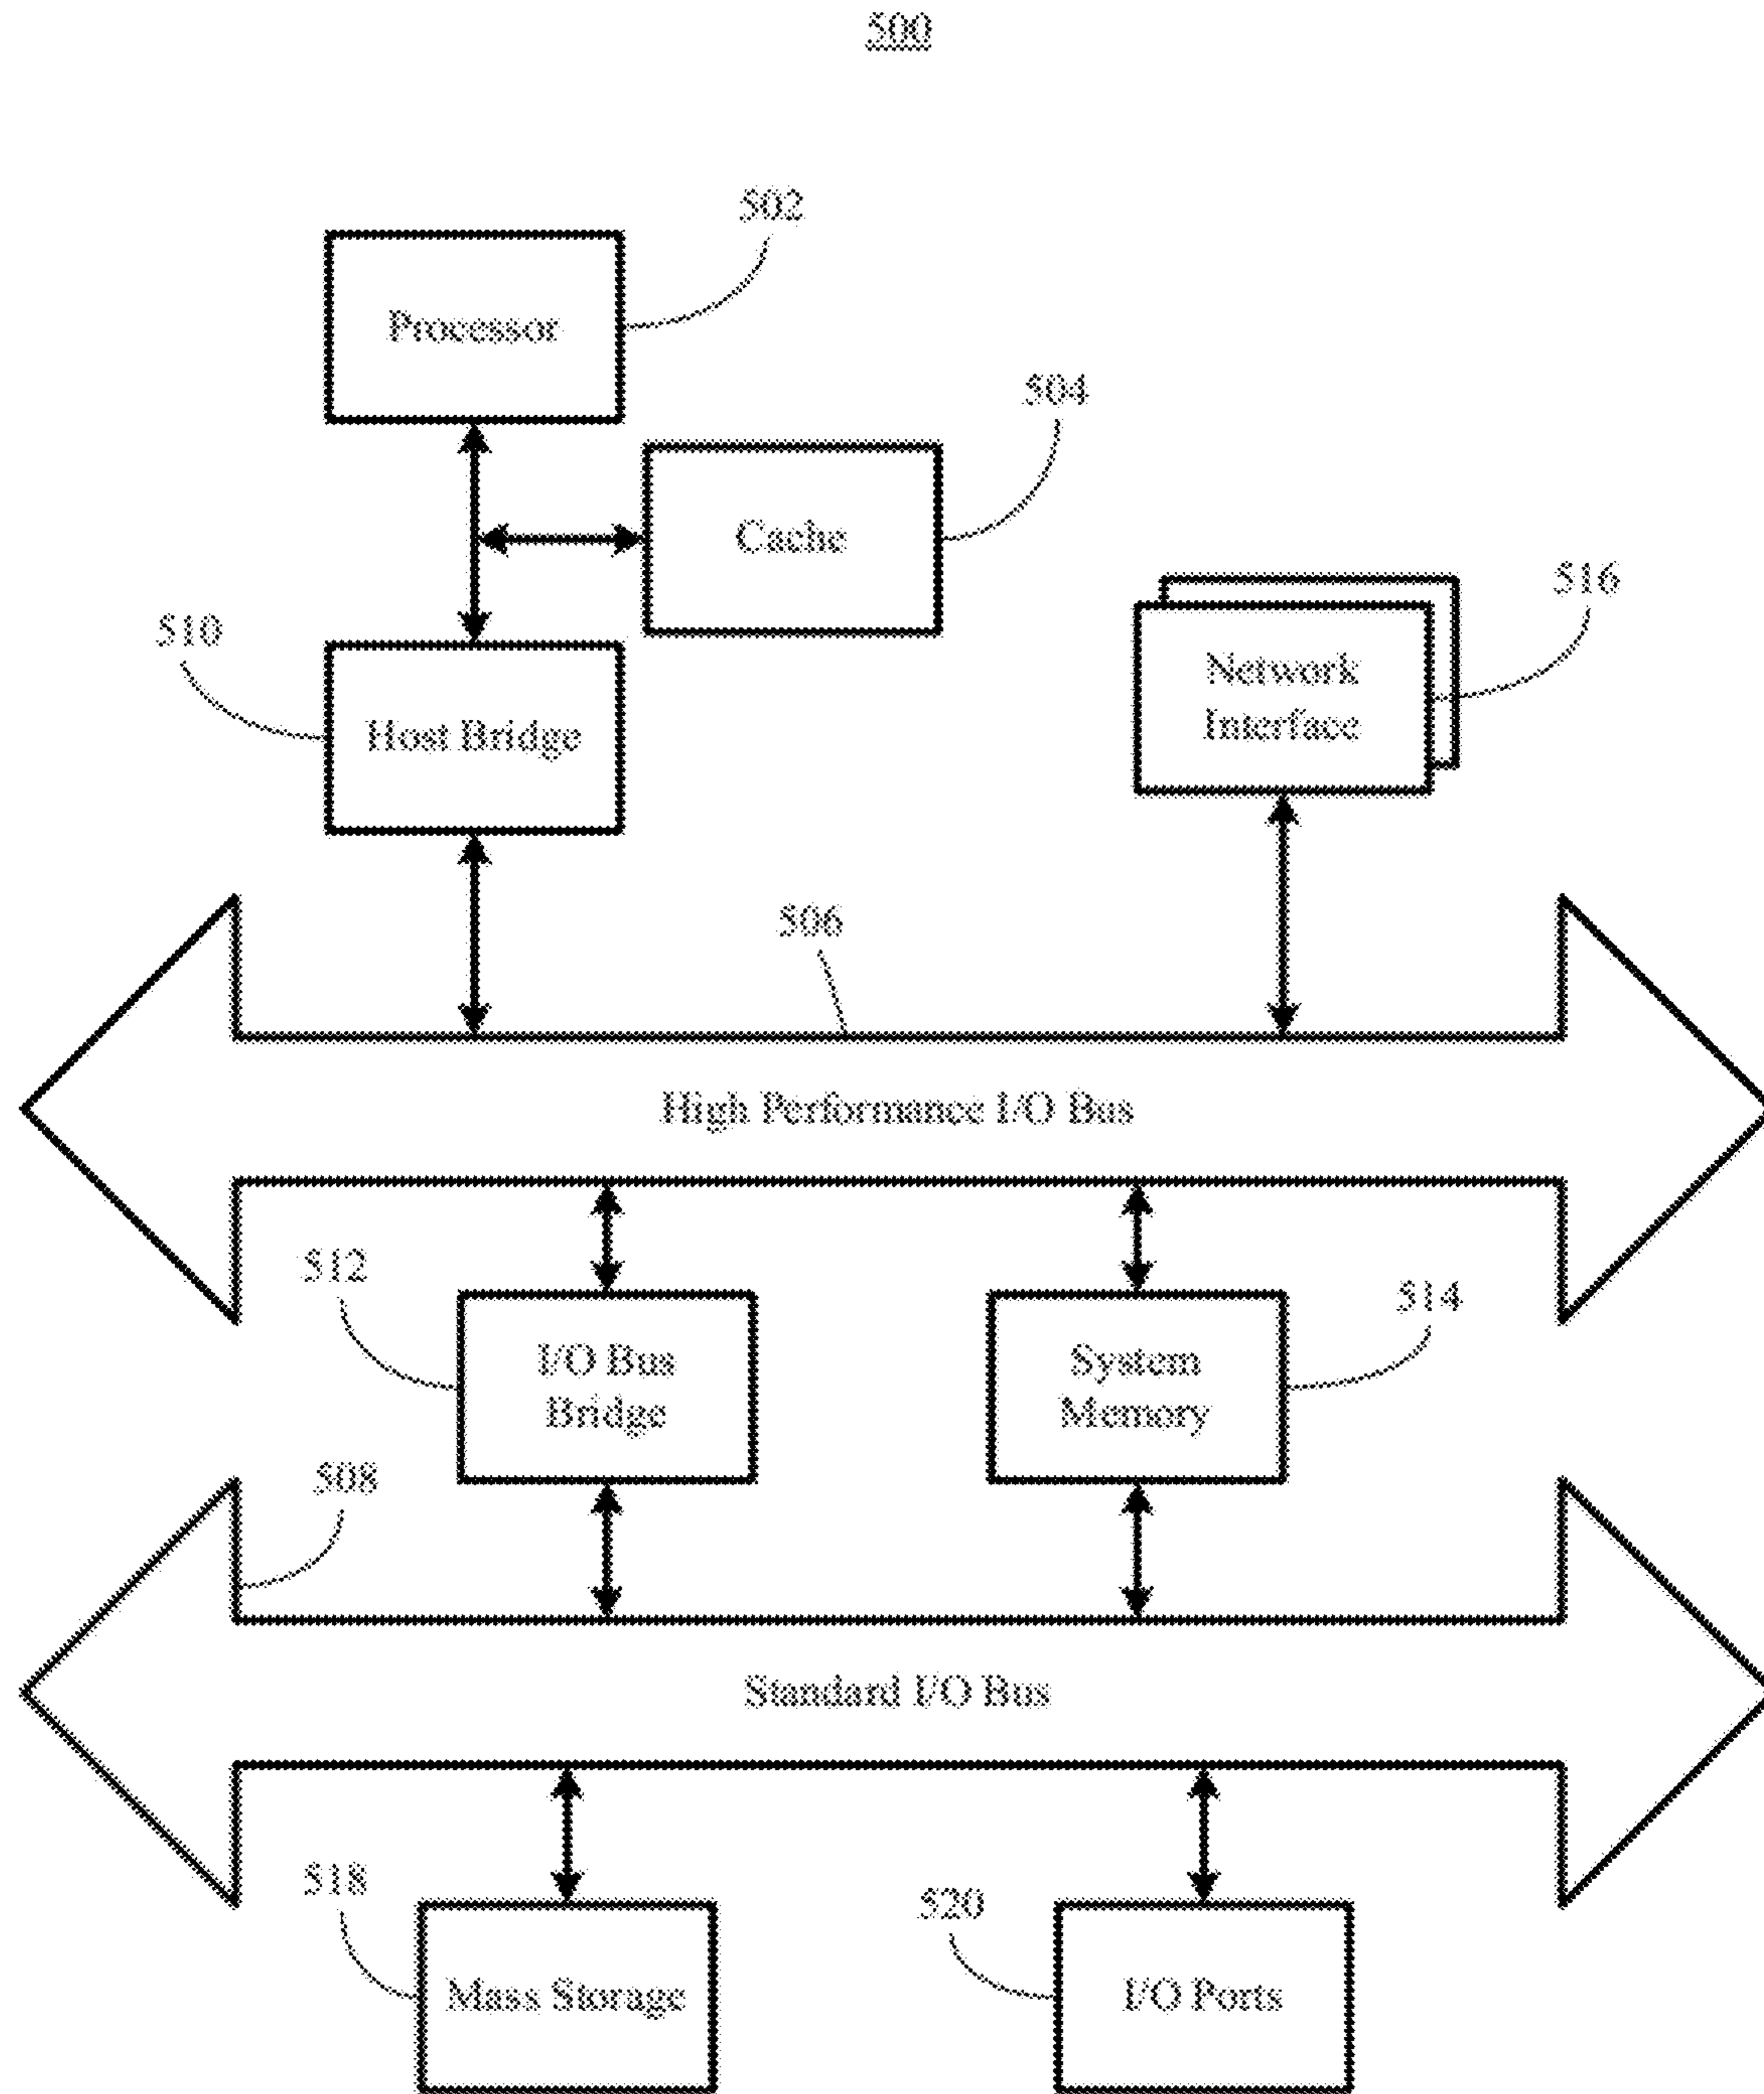 500
502
Processor
504
Cache
516
510
Network
Interface
Host Bridge
506
High Performance I/O Bus
512
514
I/O Bus
Bridge
System
Memory
508
Standard I/O Bus
518
520
Mass Storage
I/O Ports